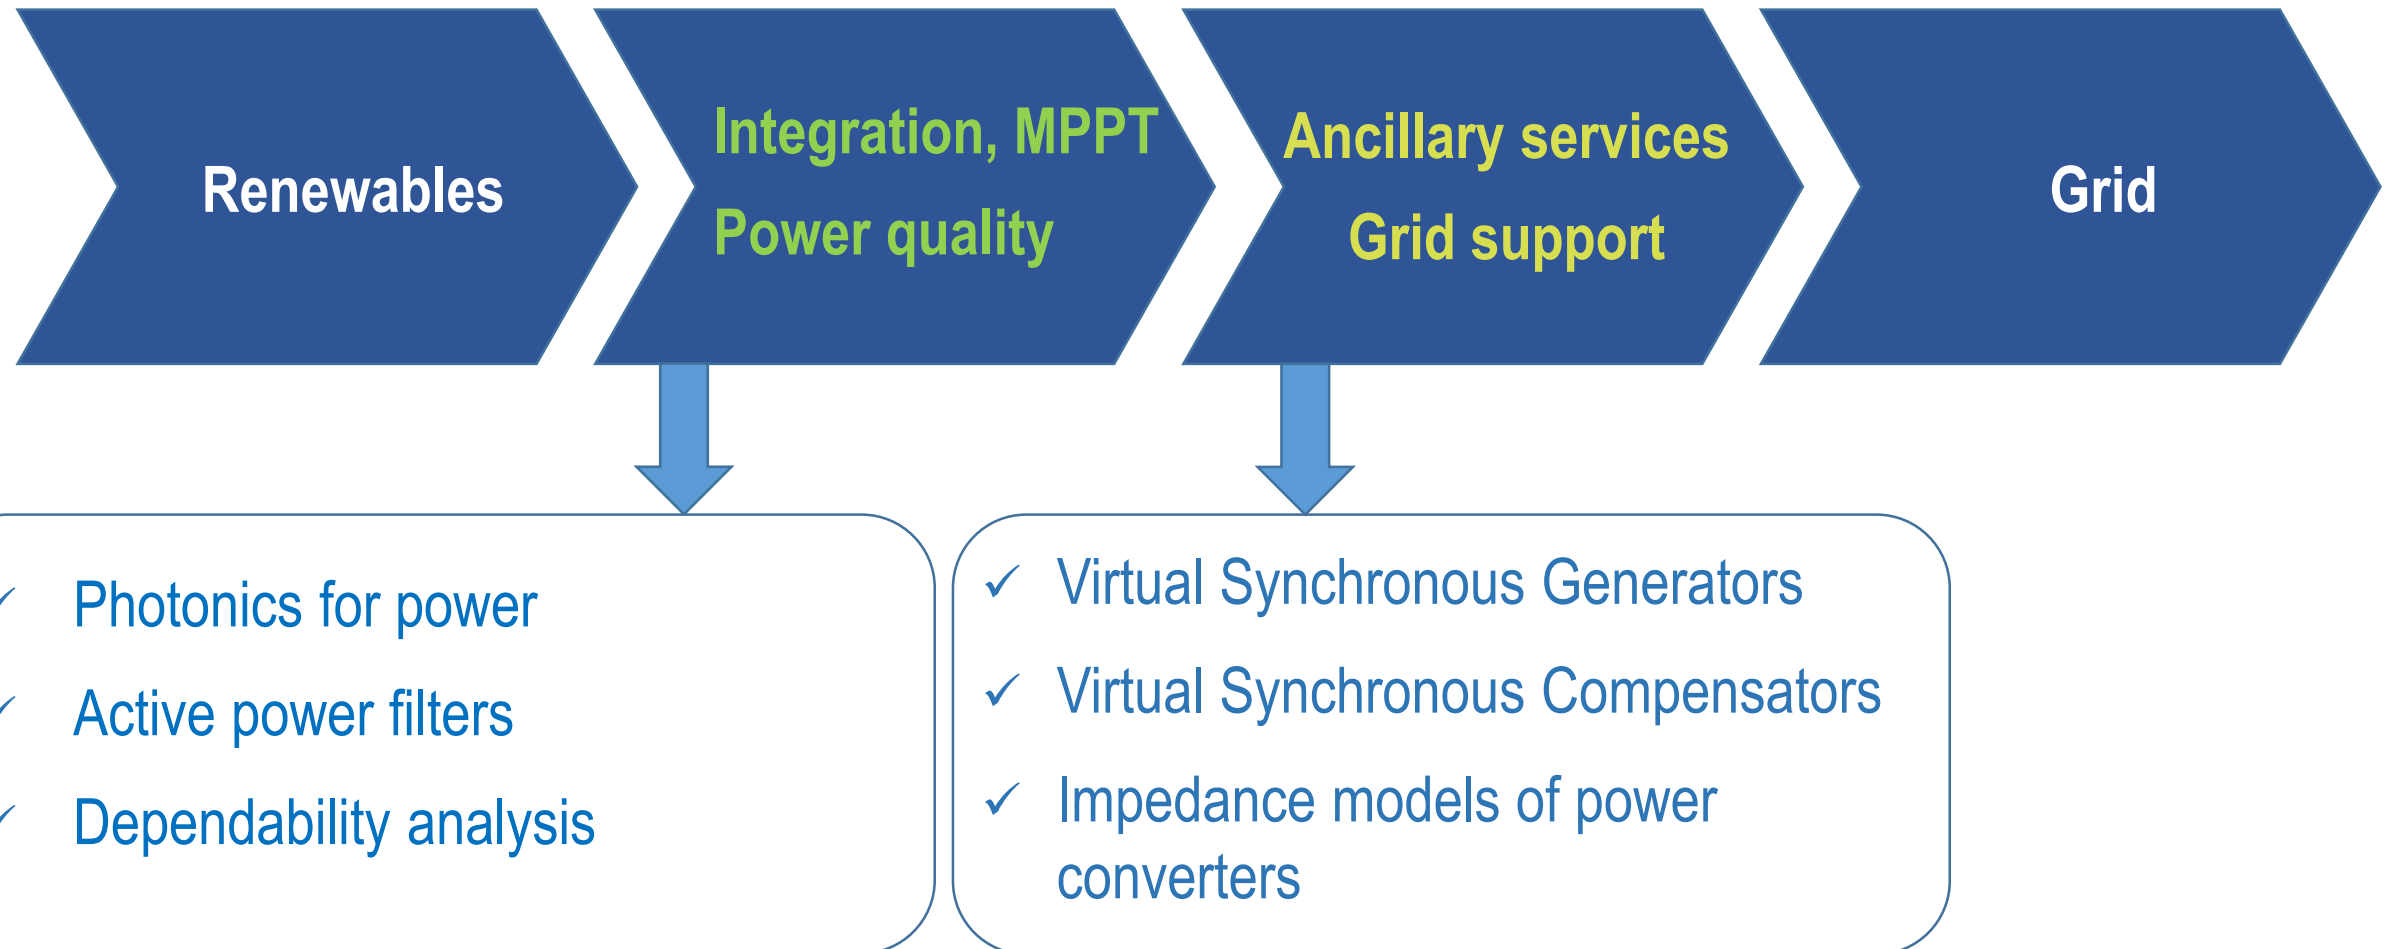 Renewables
Integration, MPPT
Power quality
Ancillary services
Grid support
Grid
✓ Photonics for power
✓ Active power filters
✓ Dependability analysis
✓ Virtual Synchronous Generators
✓ Virtual Synchronous Compensators
✓ Impedance models of power
converters